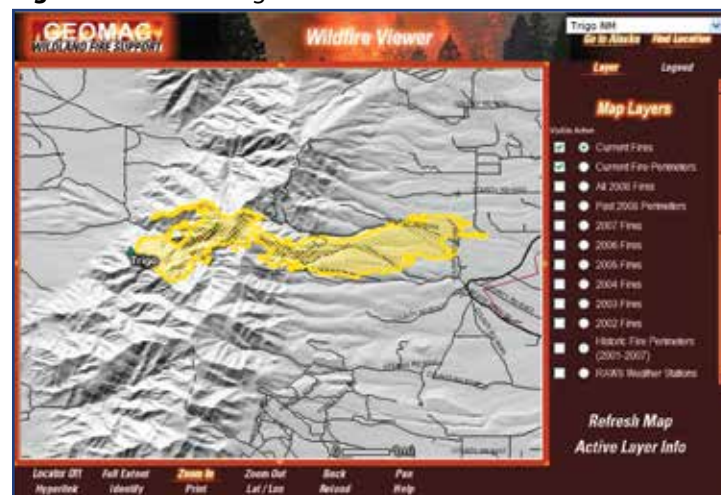 GEOMAC
WILDLAND FIRE SUPPORT
Wildfire Viewer
Trigo NM
Go to Alaska Find Location
Layer Legend
Map Layers
Visible Active
Current Fires
Current Fire Perimeters
All 2008 Fires
Past 2008 Perimeters
2007 Fires
2006 Fires
2005 Fires
2004 Fires
2003 Fires
2002 Fires
Historic Fire Perimeters
(2001-2007)
RAWS Weather Stations
Trigo
Refresh Map
Active Layer Info
Locator Off Full Extent Zoom In Zoom Out Back Pan
Hyperlink Identify Print Lat / Lon Reload Help